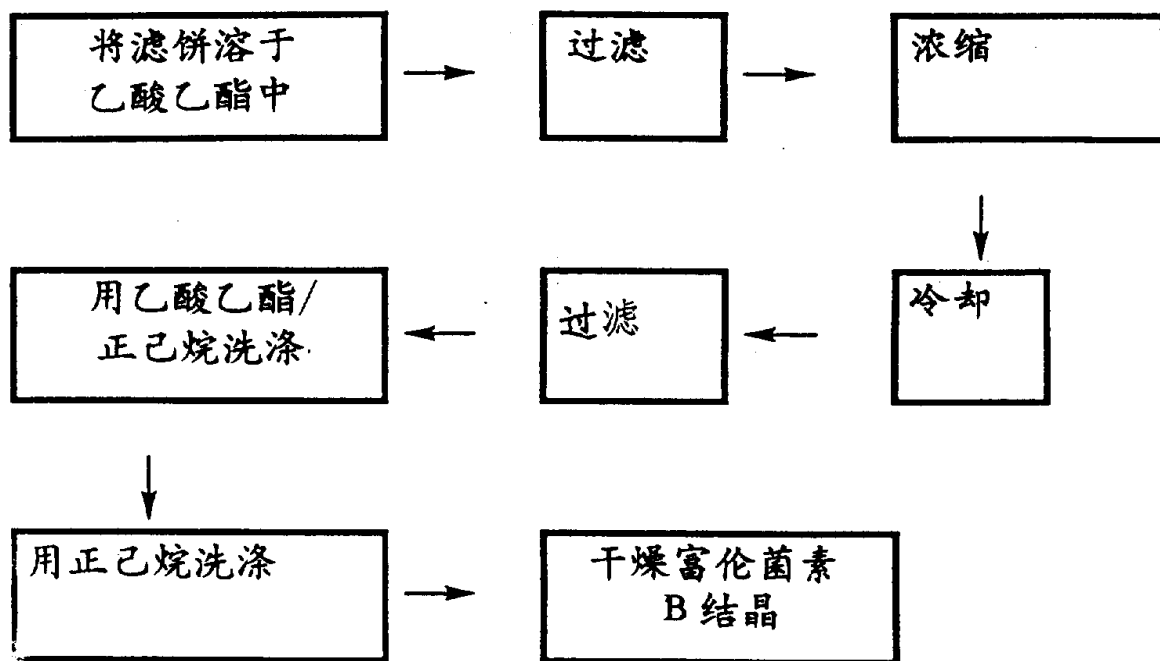 将滤饼溶于
乙酸乙酯中
过滤
浓缩
冷却
过滤
用乙酸乙酯/
正己烷洗涤
用正己烷洗涤
干燥富伦菌素
B 结晶